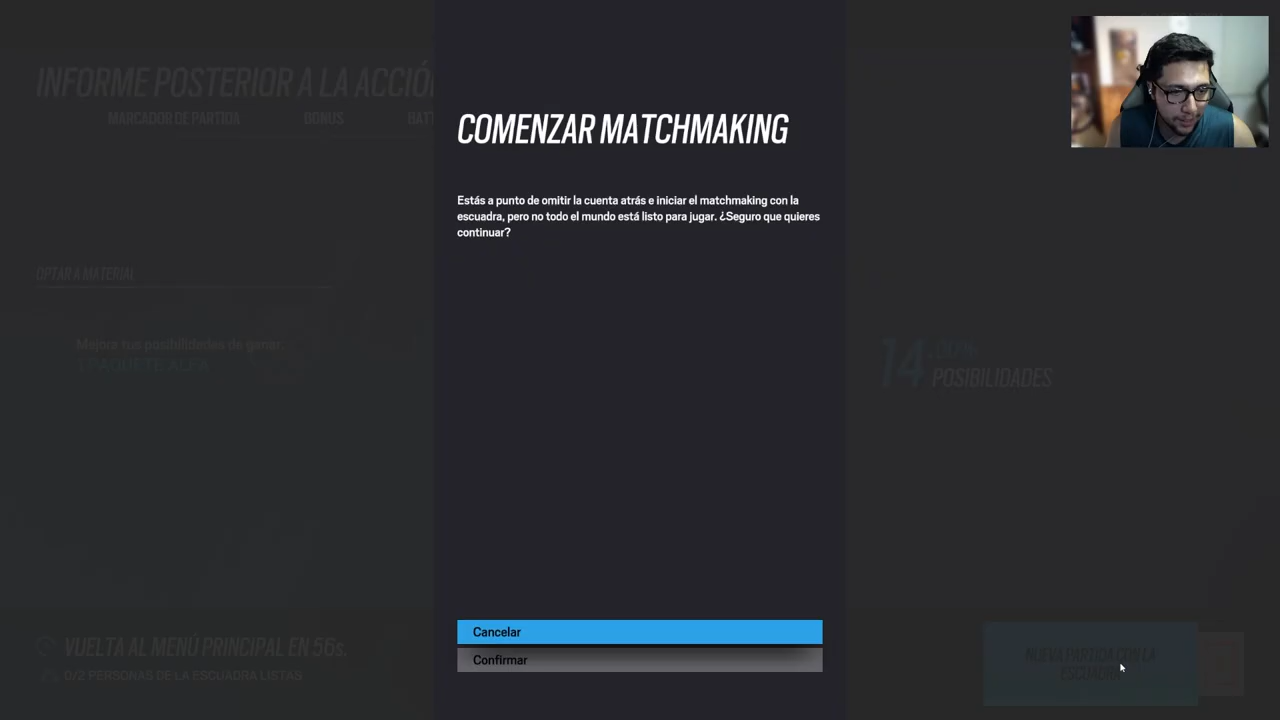 INFORME POSTERIOR A LA ACCIÓ
MARCADOR DE PARTIDA
BONUS
BATT
COMENZAR MATCHMAKING
Estás a punto de omitir la cuenta atrás e iniciar el matchmaking con la
escuadra, pero no todo el mundo está listo para jugar. ¿Seguro que quieres
continuar?
OPTAR A MATERIAL
Mejora tus posibilidades de ganar.
14.00%
POSIBILIDADES
Cancelar
Confirmar
VUELTA AL MENÚ PRINCIPAL EN 56s.
0/2 PERSONAS DE LA ESCUADRA LISTAS
NUEVA PARTIDA CON LA
ESCUADRA